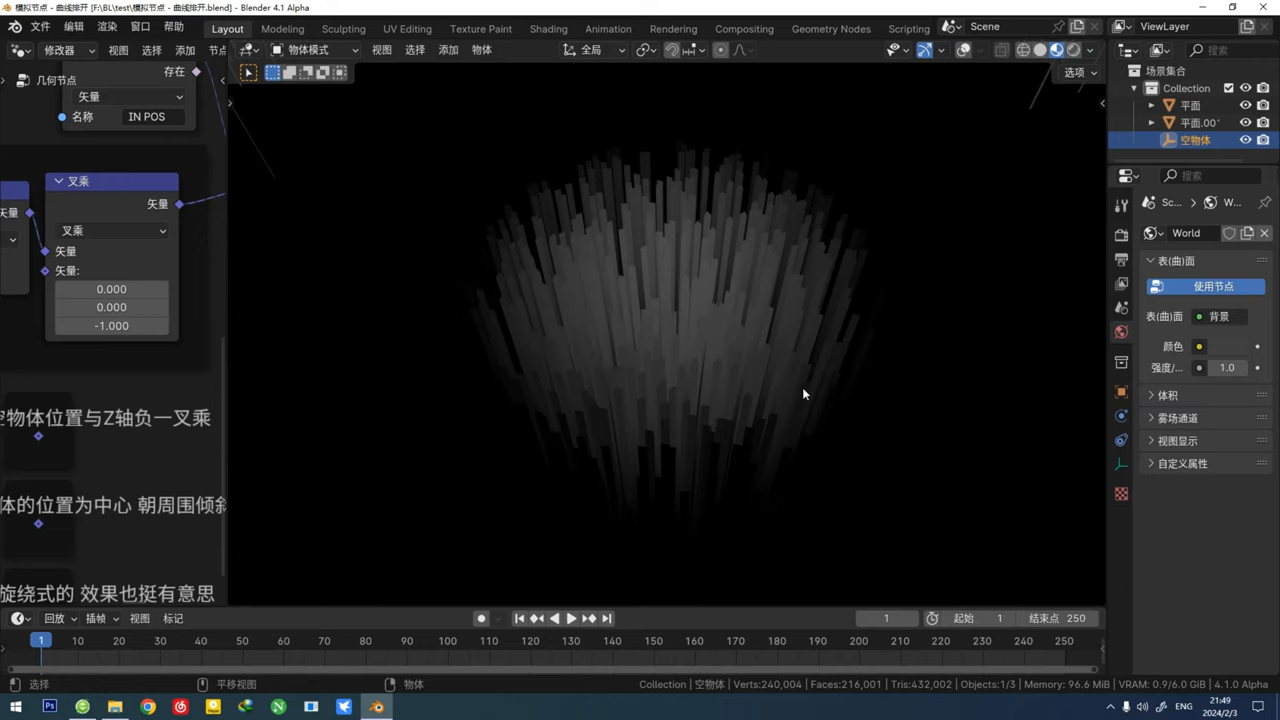 模拟节点 - 曲线排开 [F:\BL\test\模拟节点 - 曲线排开.blend] - Blender 4.1 Alpha
文件 编辑 渲染 窗口 帮助
Layout Modeling Sculpting UV Editing Texture Paint Shading Animation Rendering Compositing Geometry Nodes Scripting
Scene
ViewLayer
修改器 视图 选择 添加 节点
物体模式 视图 选择 添加 物体
全局
搜索
几何节点
选项
存在
矢量
名称 IN POS
叉乘
矢量
矢量
叉乘
矢量
矢量:
0.000
0.000
-1.000
空物体位置与Z轴负一叉乘
体的位置为中心 朝周围倾斜
旋绕式的 效果也挺有意思
场景集合
Collection
平面
平面.00
空物体
搜索
Sc... W...
World
表(曲)面
使用节点
表(曲)面 背景
颜色
强度/... 1.0
体积
雾场通道
视图显示
自定义属性
回放 插帧 视图 标记
1 起始 1 结束点 250
1 10 20 30 40 50 60 70 80 90 100 110 120 130 140 150 160 170 180 190 200 210 220 230 240 250
选择 平移视图 物体
Collection | 空物体 | Verts:240,004 | Faces:216,001 | Tris:432,002 | Objects:1/3 | Memory: 96.6 MiB | VRAM: 0.9/6.0 GiB | 4.1.0 Alpha
ENG
21:49
2024/2/3